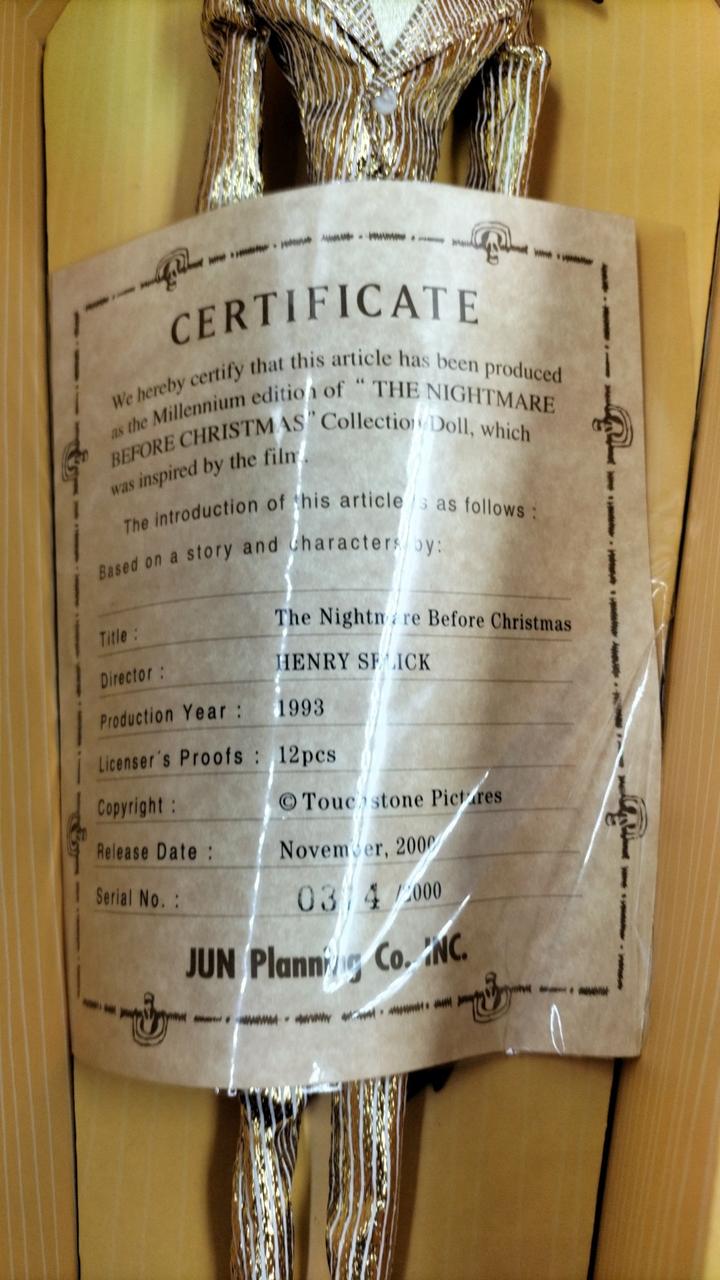 CERTIFICATE
We hereby certify that this article has been produced
as the Millennium edition of “ THE NIGHTMARE
BEFORE CHRISTMAS” Collection Doll, which
was inspired by the film.
The introduction of this article is as follows :
Based on a story and characters by:
Title : The Nightmare Before Christmas
Director : HENRY SELICK
Production Year : 1993
Licenser's Proofs : 12pcs
Copyright : © Touchstone Pictures
Release Date : November, 2000
Serial No. : /2000
JUN Planning Co. INC.